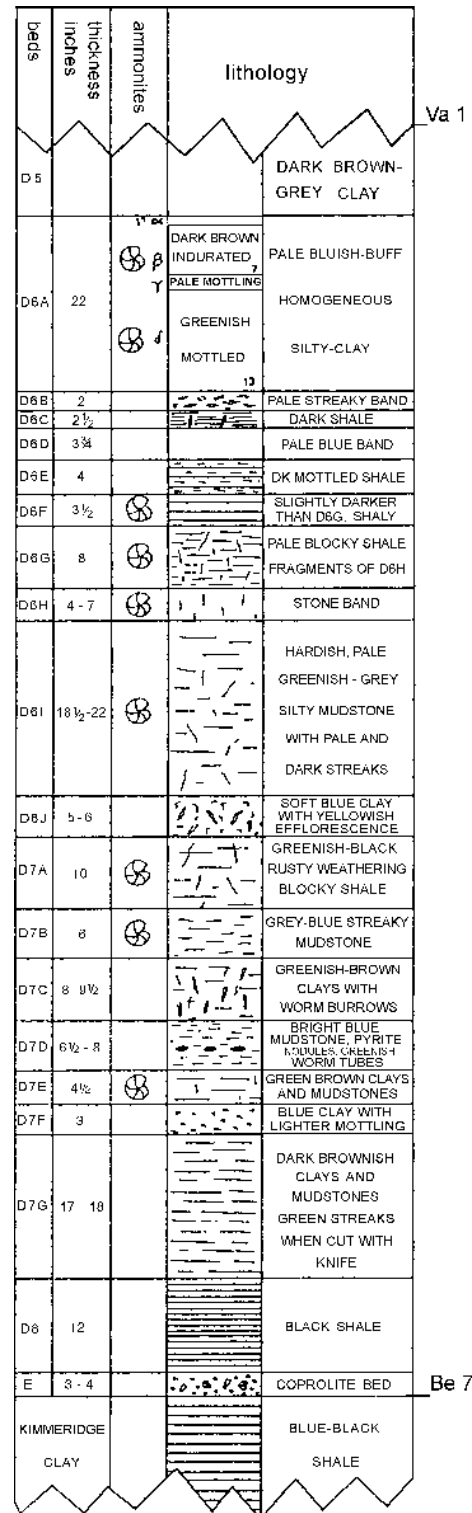 beds
thickness
inches
ammonites
lithology
Va 1
D5
DARK BROWN-
GREY CLAY
D6A
22
α
β
γ
DARK BROWN
INDURATED 7
PALE MOTTLING
GREENISH
MOTTLED
13
PALE BLUISH-BUFF
HOMOGENEOUS
SILTY-CLAY
D6B 2 PALE STREAKY BAND
D6C 2½ DARK SHALE
D6D 3¾ PALE BLUE BAND
D6E 4 DK MOTTLED SHALE
D6F 3½ SLIGHTLY DARKER
THAN D6G, SHALY
D6G 8 PALE BLOCKY SHALE
FRAGMENTS OF D6H
D6H 4 - 7 STONE BAND
D6I 18½-22 HARDISH, PALE
GREENISH - GREY
SILTY MUDSTONE
WITH PALE AND
DARK STREAKS
D6J 5 - 6 SOFT BLUE CLAY
WITH YELLOWISH
EFFLORESCENCE
D7A 10 GREENISH-BLACK
RUSTY WEATHERING
BLOCKY SHALE
D7B 6 GREY-BLUE STREAKY
MUDSTONE
D7C 8 9½ GREENISH-BROWN
CLAYS WITH
WORM BURROWS
D7D 6½ - 8 BRIGHT BLUE
MUDSTONE, PYRITE
NODULES, GREENISH
WORM TUBES
D7E 4½ GREEN BROWN CLAYS
AND MUDSTONES
D7F 3 BLUE CLAY WITH
LIGHTER MOTTLING
D7G 17 18 DARK BROWNISH
CLAYS AND
MUDSTONES
GREEN STREAKS
WHEN CUT WITH
KNIFE
D8 12 BLACK SHALE
E 3 - 4 COPROLITE BED
Be 7
KIMMERIDGE
CLAY
BLUE-BLACK
SHALE